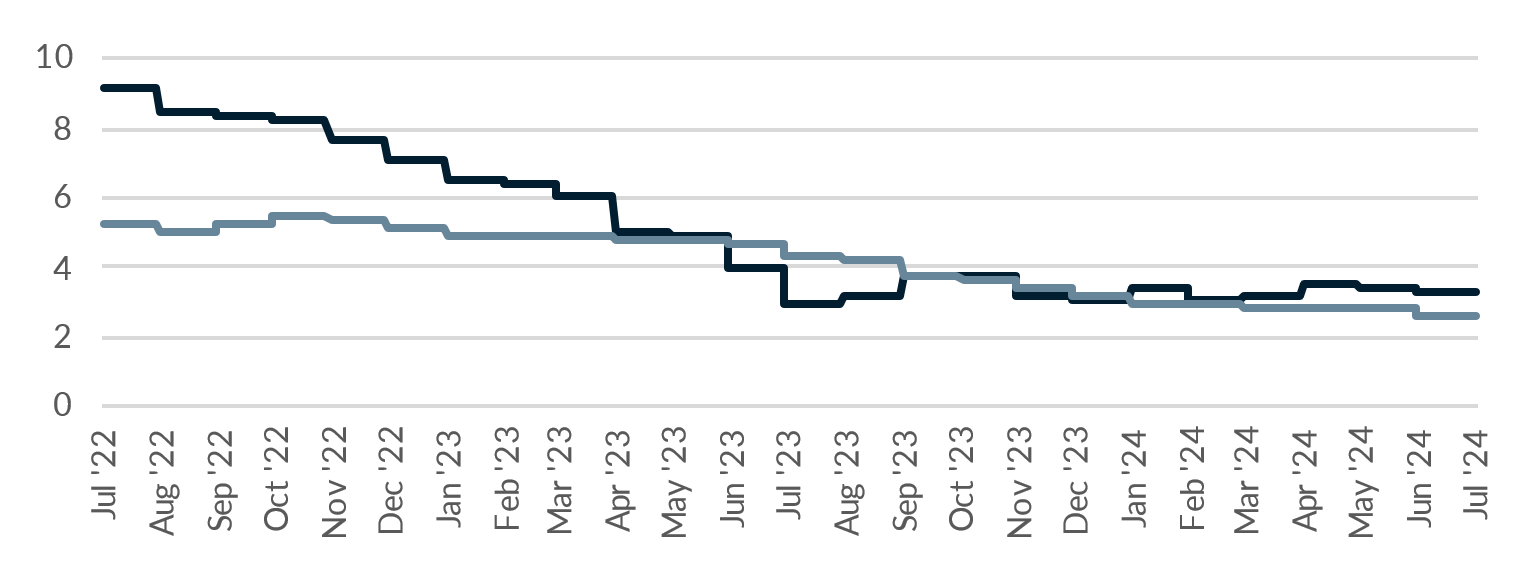 10
8
6
4
2
0
Jul '22
Aug '22
Sep '22
Oct '22
Nov '22
Dec '22
Jan '23
Feb '23
Mar '23
Apr '23
May '23
Jun '23
Jul '23
Aug '23
Sep '23
Oct '23
Nov '23
Dec '23
Jan '24
Feb '24
Mar '24
Apr '24
May '24
Jun '24
Jul '24